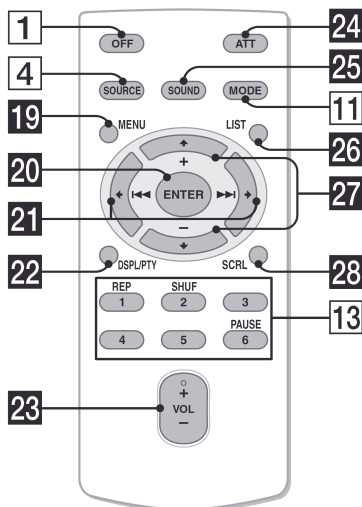 1 OFF ATT 24
4 SOURCE SOUND MODE 25
11
19 MENU LIST 26
+
20 ENTER 27
21
−
22 DSPL/PTY SCRL 28
REP SHUF
1 2 3 13
PAUSE
4 5 6
+
23 VOL
−